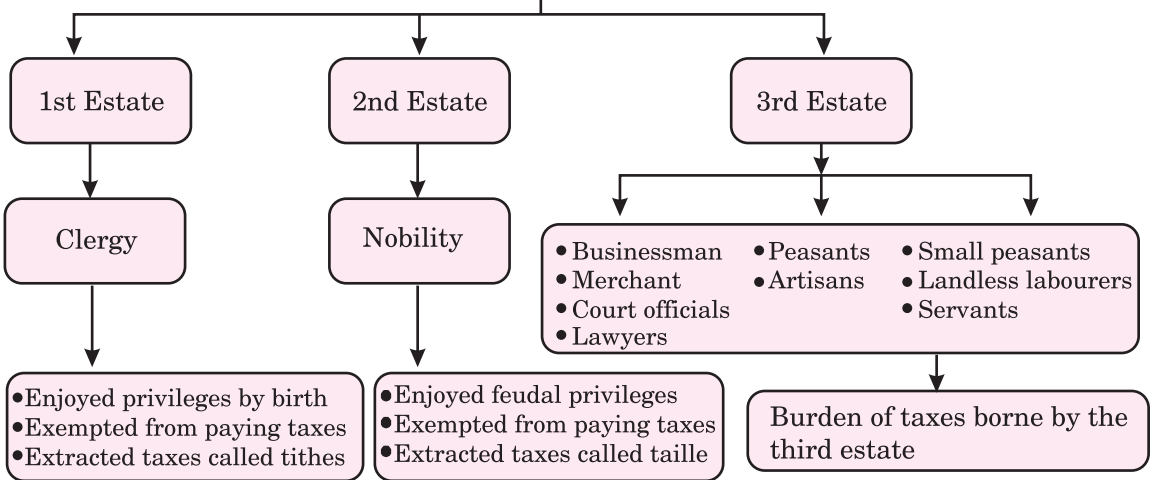 1st Estate
2nd Estate
3rd Estate
Clergy
Nobility
• Businessman
• Merchant
• Court officials
• Lawyers
• Peasants
• Artisans
• Small peasants
• Landless labourers
• Servants
• Enjoyed privileges by birth
• Exempted from paying taxes
• Extracted taxes called tithes
• Enjoyed feudal privileges
• Exempted from paying taxes
• Extracted taxes called taille
Burden of taxes borne by the
third estate